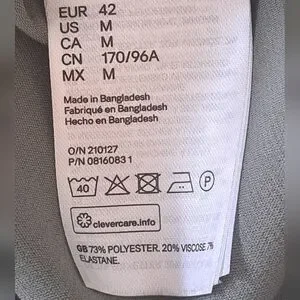 EUR 42
US M
CA M
CN 170/96A
MX M
Made in Bangladesh
Fabriqué en Bangladesh
Hecho en Bangladesh
O/N 210127
P/N 0816083 1
40 P
clevercare.info
GB 73% POLYESTER. 20% VISCOSE 7%
ELASTANE.